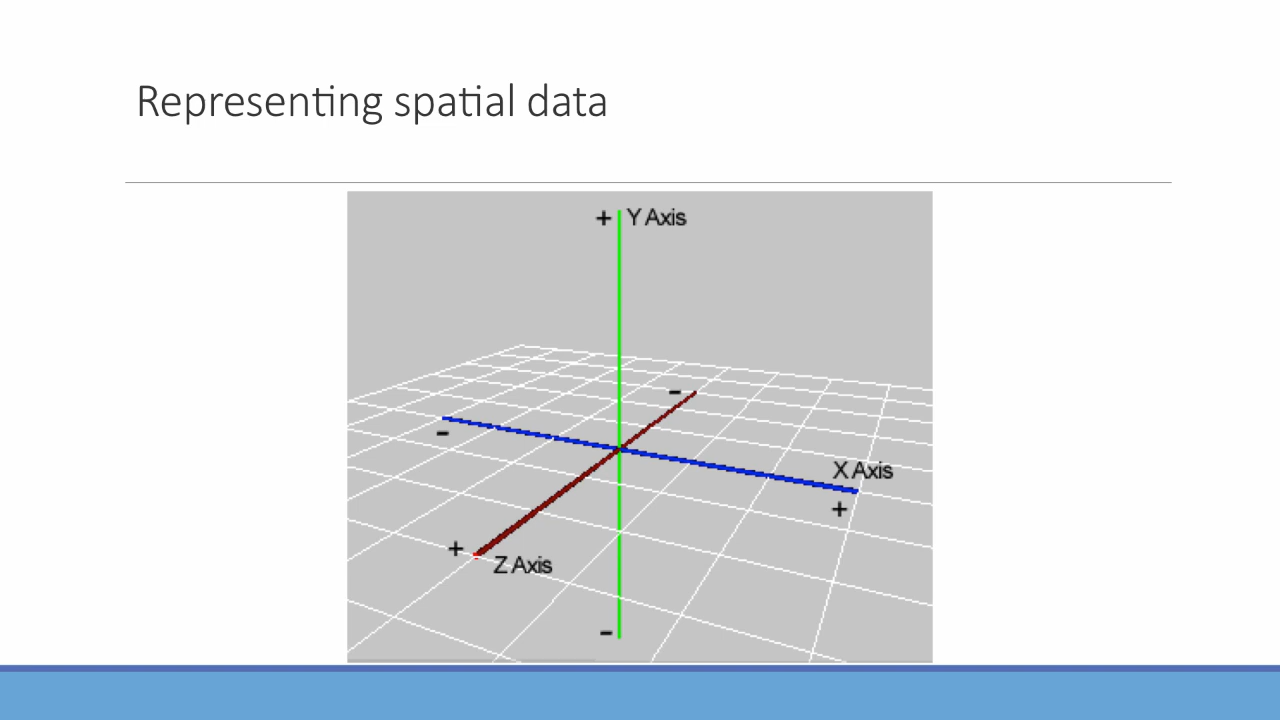 Representing spatial data
+ Y Axis
-
-
X Axis
+
+
Z Axis
-